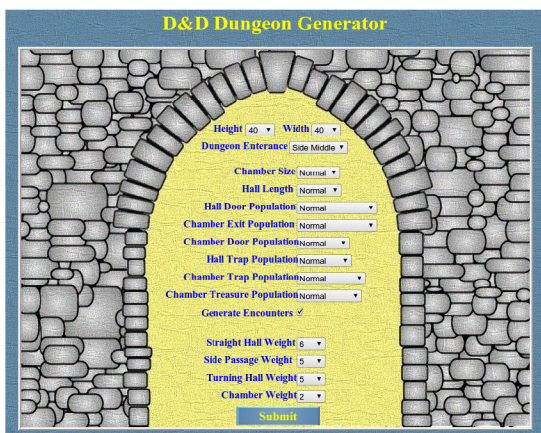 D&D Dungeon Generator
Height 40 Width 40
Dungeon Enterance Side Middle
Chamber Size Normal
Hall Length Normal
Hall Door Population Normal
Chamber Exit Population Normal
Chamber Door Population Normal
Hall Trap Population Normal
Chamber Trap Population Normal
Chamber Treasure Population Normal
Generate Encounters
Straight Hall Weight 6
Side Passage Weight 5
Turning Hall Weight 5
Chamber Weight 2
Submit